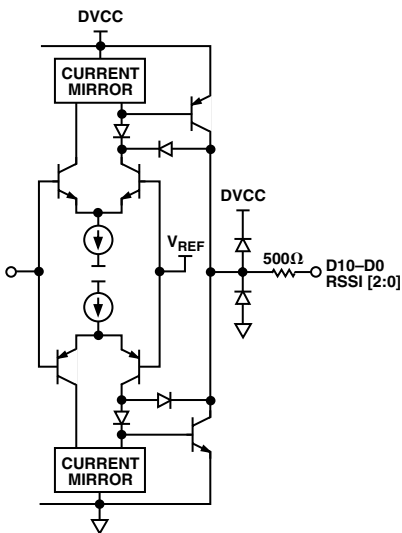 DVCC
CURRENT
MIRROR
DVCC
VREF
500Ω
D10–D0
RSSI [2:0]
CURRENT
MIRROR